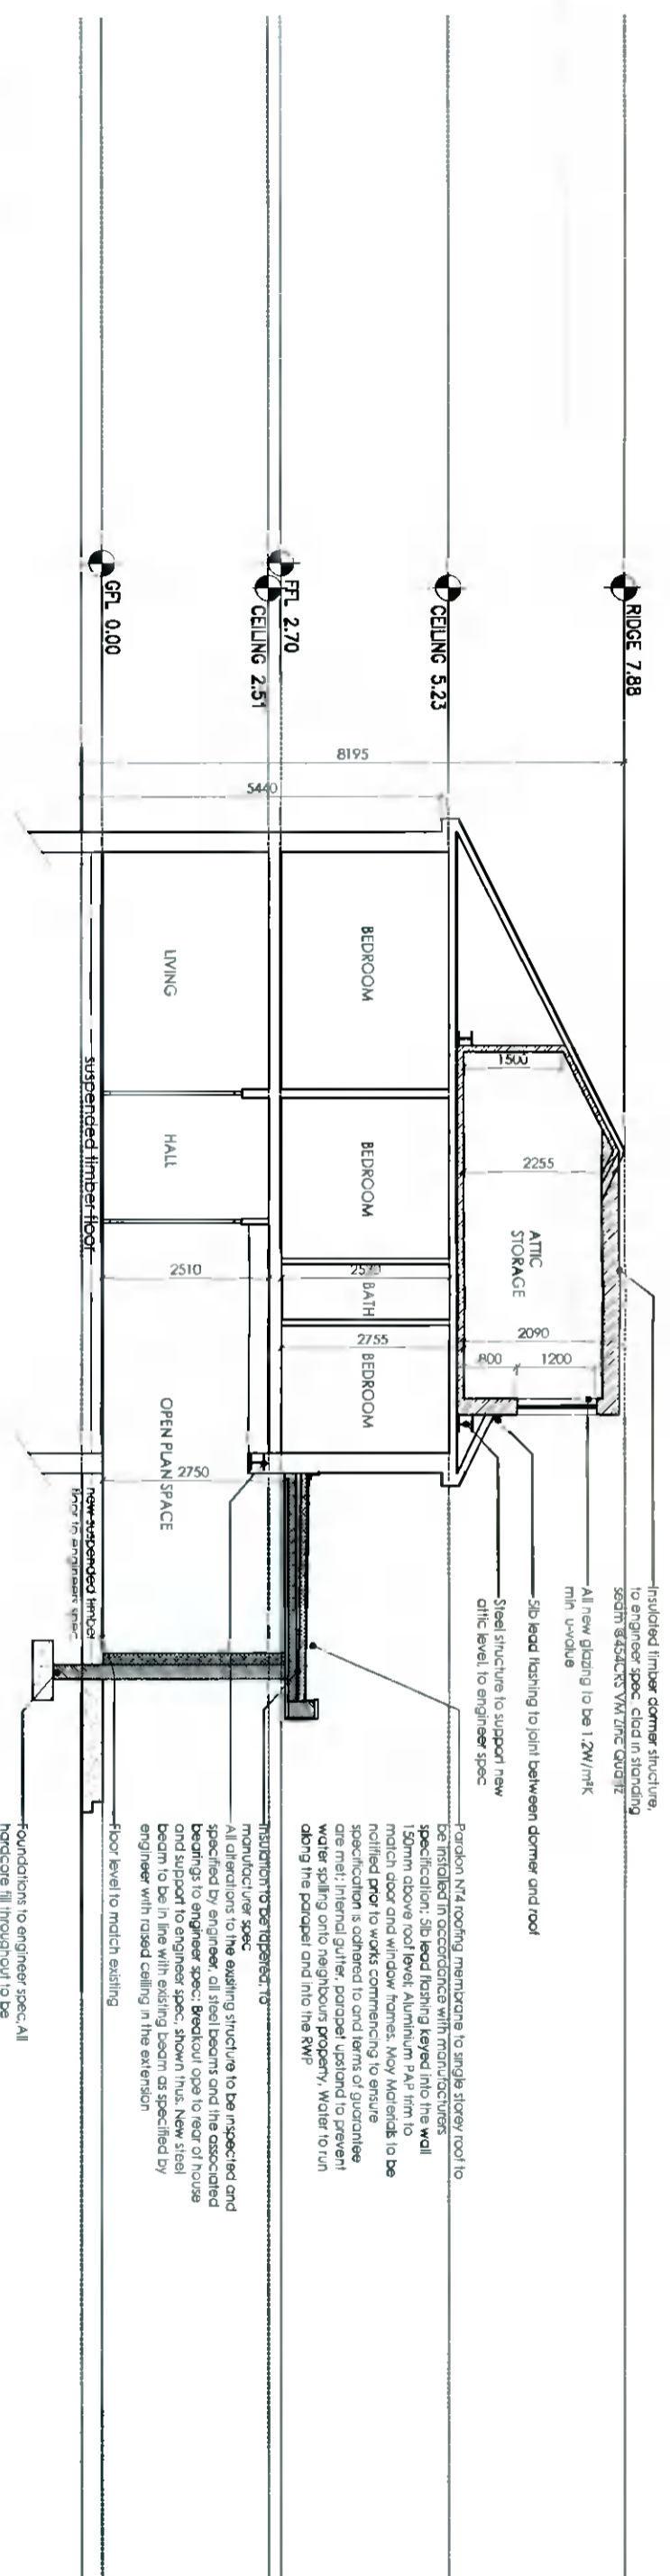 RIDGE 7.88
CEILING 5.23
FFL 2.70
CEILING 2.51
GFL 0.00
8195
5440
BEDROOM
BEDROOM
BATH
BEDROOM
LIVING
HALL
OPEN PLAN SPACE
ATTIC
STORAGE
1500
2255
2090
800
1200
2510
2755
2750
suspended timber floor
new suspended timber
floor to engineers spec
Insulated timber dormer structure,
to engineer spec, clad in standing
seam @454CRS VM Zinc Quartz
All new glazing to be 1.2W/m²K
min u-value
5lb lead flashing to joint between dormer and roof
Steel structure to support new
attic level, to engineer spec
Paralon NT4 roofing membrane to single storey roof to
be installed in accordance with manufacturers
specification; 5lb lead flashing keyed into the wall
150mm above roof level; Aluminium PAP trim to
match door and window frames. Moy Materials to be
notified prior to works commencing to ensure
specification is adhered to and terms of guarantee
are met; Internal gutter, parapet upstand to prevent
water spilling onto neighbours property, Water to run
along the parapet and into the RWP
Insulation to be tapered, to
manufacturer spec
All alterations to the exsiting structure to be inspected and
specified by engineer, all steel beams and the associated
bearings to engineer spec; Breakout ope to rear of house
and support to engineer spec, shown thus. New steel
beam to be in line with existing beam as specified by
engineer with raised ceiling in the extension
Floor level to match existing
Foundations to engineer spec, All
hardcore fill throughout to be